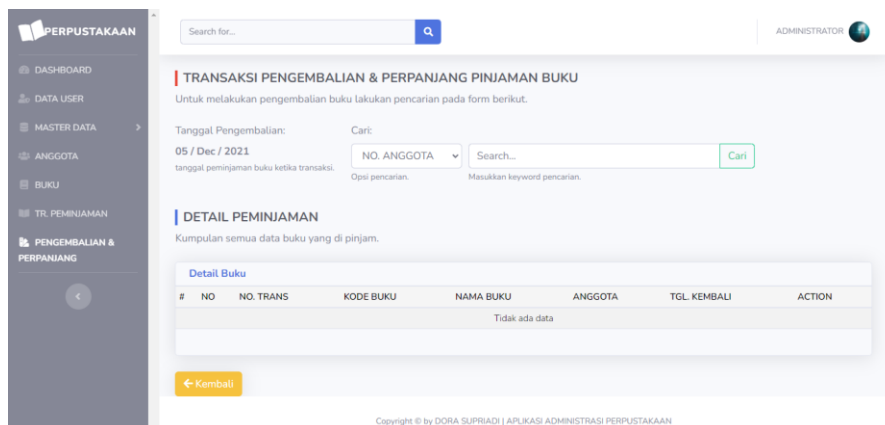 PERPUSTAKAAN
Search for...
ADMINISTRATOR
DASHBOARD
DATA USER
MASTER DATA
ANGGOTA
BUKU
TR. PEMINJAMAN
PENGEMBALIAN &
PERPANJANG
TRANSAKSI PENGEMBALIAN & PERPANJANG PINJAMAN BUKU
Untuk melakukan pengembalian buku lakukan pencarian pada form berikut.
Tanggal Pengembalian:
05 / Dec / 2021
tanggal peminjaman buku ketika transaksi.
Cari:
NO. ANGGOTA
Opsi pencarian.
Search...
Cari
Masukkan keyword pencarian.
DETAIL PEMINJAMAN
Kumpulan semua data buku yang di pinjam.
Detail Buku
# NO NO. TRANS KODE BUKU NAMA BUKU ANGGOTA TGL. KEMBALI ACTION
Tidak ada data
Kembali
Copyright © by DORA SUPRIADI | APLIKASI ADMINISTRASI PERPUSTAKAAN